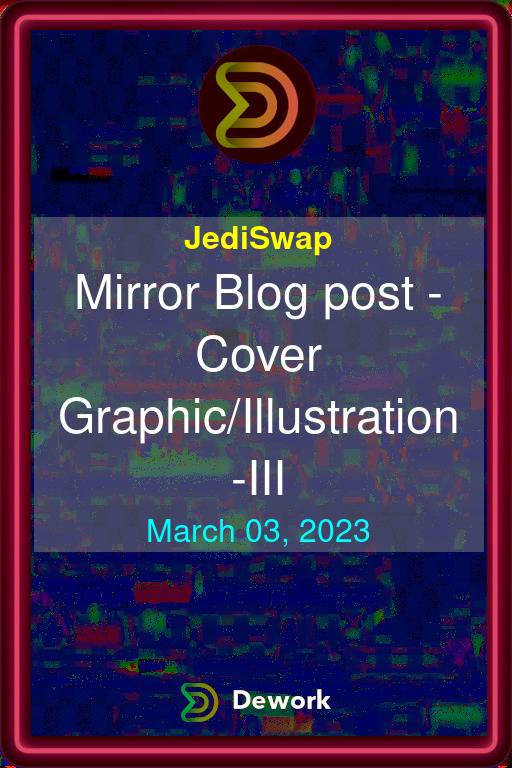 JediSwap
Mirror Blog post -
Cover
Graphic/Illustration
-III
March 03, 2023
Dework